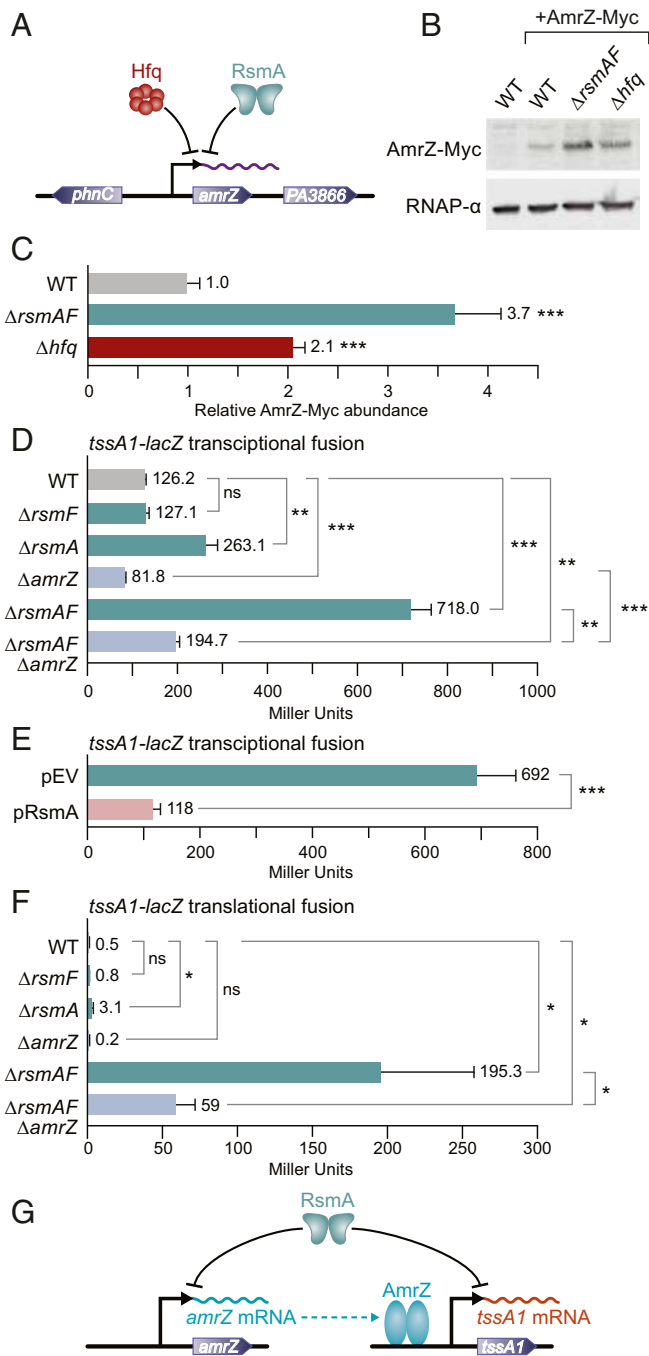 A
Hfq
RsmA
phnC
amrZ
PA3866
B
+AmrZ-Myc
WT
WT
ΔrsmAF
Δhfq
AmrZ-Myc
RNAP-α
C
WT
1.0
ΔrsmAF
3.7 ***
Δhfq
2.1 ***
0 1 2 3 4
Relative AmrZ-Myc abundance
D
tssA1-lacZ transciptional fusion
WT
126.2
ns
ΔrsmF
127.1
**
***
ΔrsmA
263.1
***
**
ΔamrZ
81.8
ΔrsmAF
718.0
**
***
ΔrsmAF
ΔamrZ
194.7
0 200 400 600 800 1000
Miller Units
E
tssA1-lacZ transciptional fusion
pEV
692
***
pRsmA
118
0 200 400 600 800
Miller Units
F
tssA1-lacZ translational fusion
WT
0.5
ns
ΔrsmF
0.8
*
ns
ΔrsmA
3.1
*
*
ΔamrZ
0.2
ΔrsmAF
195.3
*
ΔrsmAF
ΔamrZ
59
0 50 100 150 200 250 300
Miller Units
G
RsmA
AmrZ
amrZ mRNA
tssA1 mRNA
amrZ
tssA1